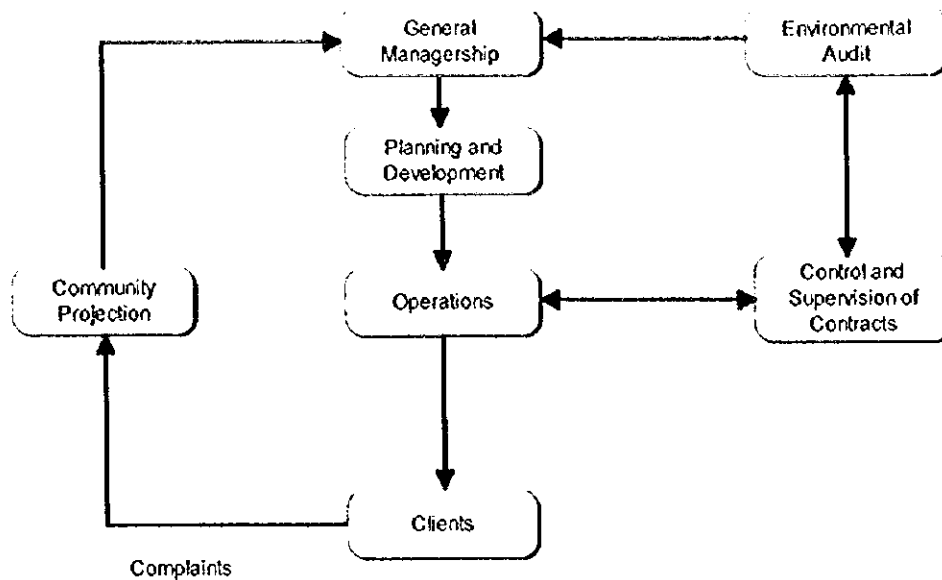 General
Managership
Environmental
Audit
Planning and
Development
Community
Projection
Operations
Control and
Supervision of
Contracts
Clients
Complaints